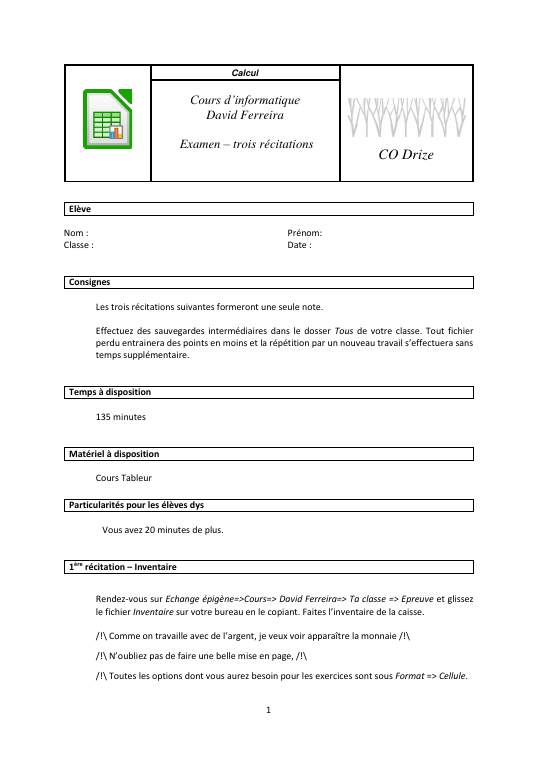 Calcul
Cours d'informatique
David Ferreira
Examen – trois récitations
CO Drize
Elève
Nom :
Prénom:
Classe :
Date :
Consignes
Les trois récitations suivantes formeront une seule note.
Effectuez des sauvegardes intermédiaires dans le dosser Tous de votre classe. Tout fichier
perdu entrainera des points en moins et la répétition par un nouveau travail s'effectuera sans
temps supplémentaire.
Temps à disposition
135 minutes
Matériel à disposition
Cours Tableur
Particularités pour les élèves dys
Vous avez 20 minutes de plus.
1ère récitation – Inventaire
Rendez-vous sur Echange épigène=>Cours=> David Ferreira=> Ta classe => Epreuve et glissez
le fichier Inventaire sur votre bureau en le copiant. Faites l'inventaire de la caisse.
/!\ Comme on travaille avec de l'argent, je veux voir apparaître la monnaie /!\
/!\ N'oubliez pas de faire une belle mise en page, /!\
/!\ Toutes les options dont vous aurez besoin pour les exercices sont sous Format => Cellule.
1